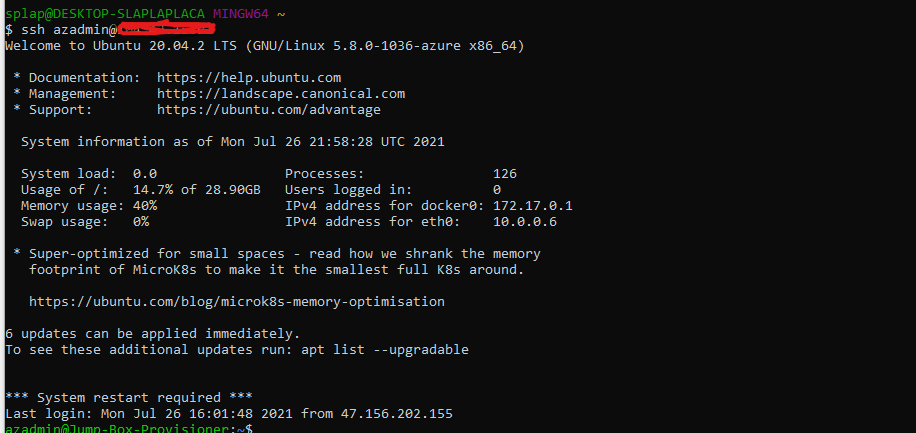 splap@DESKTOP-SLAPLAPLACA MINGW64 ~
$ ssh azadmin@
Welcome to Ubuntu 20.04.2 LTS (GNU/Linux 5.8.0-1036-azure x86_64)
* Documentation:  https://help.ubuntu.com
* Management:     https://landscape.canonical.com
* Support:        https://ubuntu.com/advantage
System information as of Mon Jul 26 21:58:28 UTC 2021
System load:  0.0                Processes:                126
Usage of /:   14.7% of 28.90GB   Users logged in:          0
Memory usage: 40%                IPv4 address for docker0: 172.17.0.1
Swap usage:   0%                 IPv4 address for eth0:    10.0.0.6
* Super-optimized for small spaces - read how we shrank the memory
footprint of MicroK8s to make it the smallest full K8s around.
https://ubuntu.com/blog/microk8s-memory-optimisation
6 updates can be applied immediately.
To see these additional updates run: apt list --upgradable
*** System restart required ***
Last login: Mon Jul 26 16:01:48 2021 from 47.156.202.155
azadmin@Jump-Box-Provisioner:~$